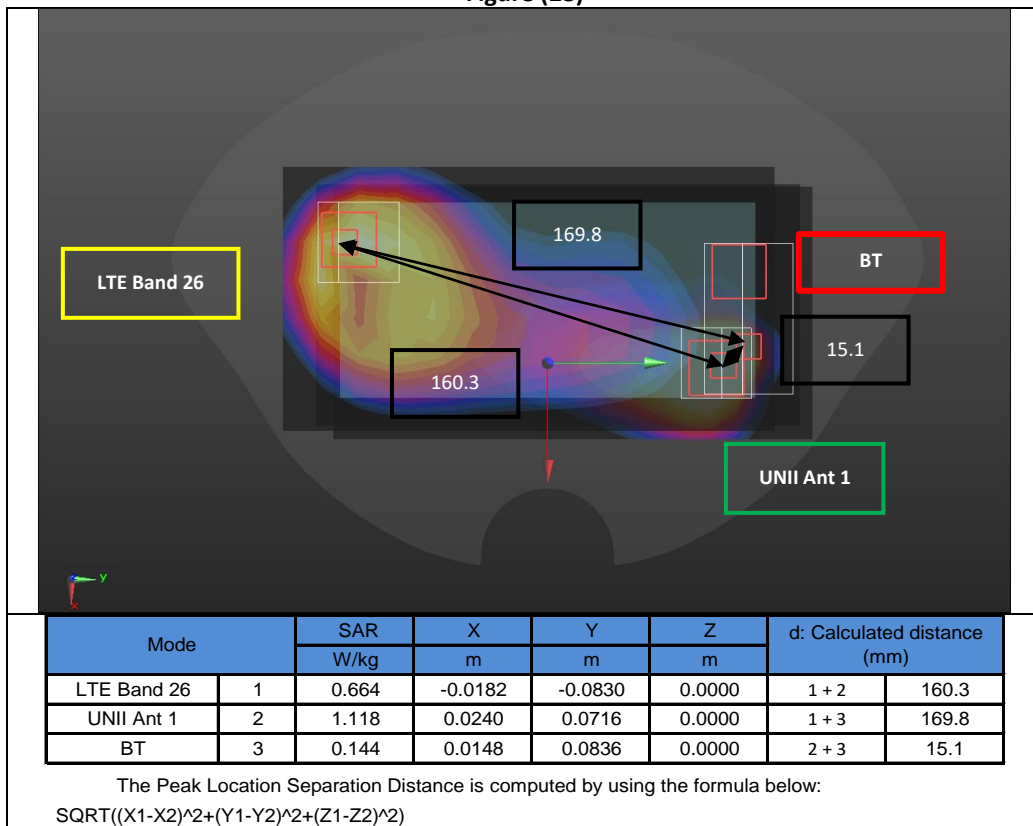 169.8
LTE Band 26
BT
15.1
160.3
UNII Ant 1
Y
X
Mode SAR X Y Z d: Calculated distance (mm)
W/kg m m m
LTE Band 26 1 0.664 -0.0182 -0.0830 0.0000 1 + 2 160.3
UNII Ant 1 2 1.118 0.0240 0.0716 0.0000 1 + 3 169.8
BT 3 0.144 0.0148 0.0836 0.0000 2 + 3 15.1
The Peak Location Separation Distance is computed by using the formula below:
SQRT((X1-X2)^2+(Y1-Y2)^2+(Z1-Z2)^2)